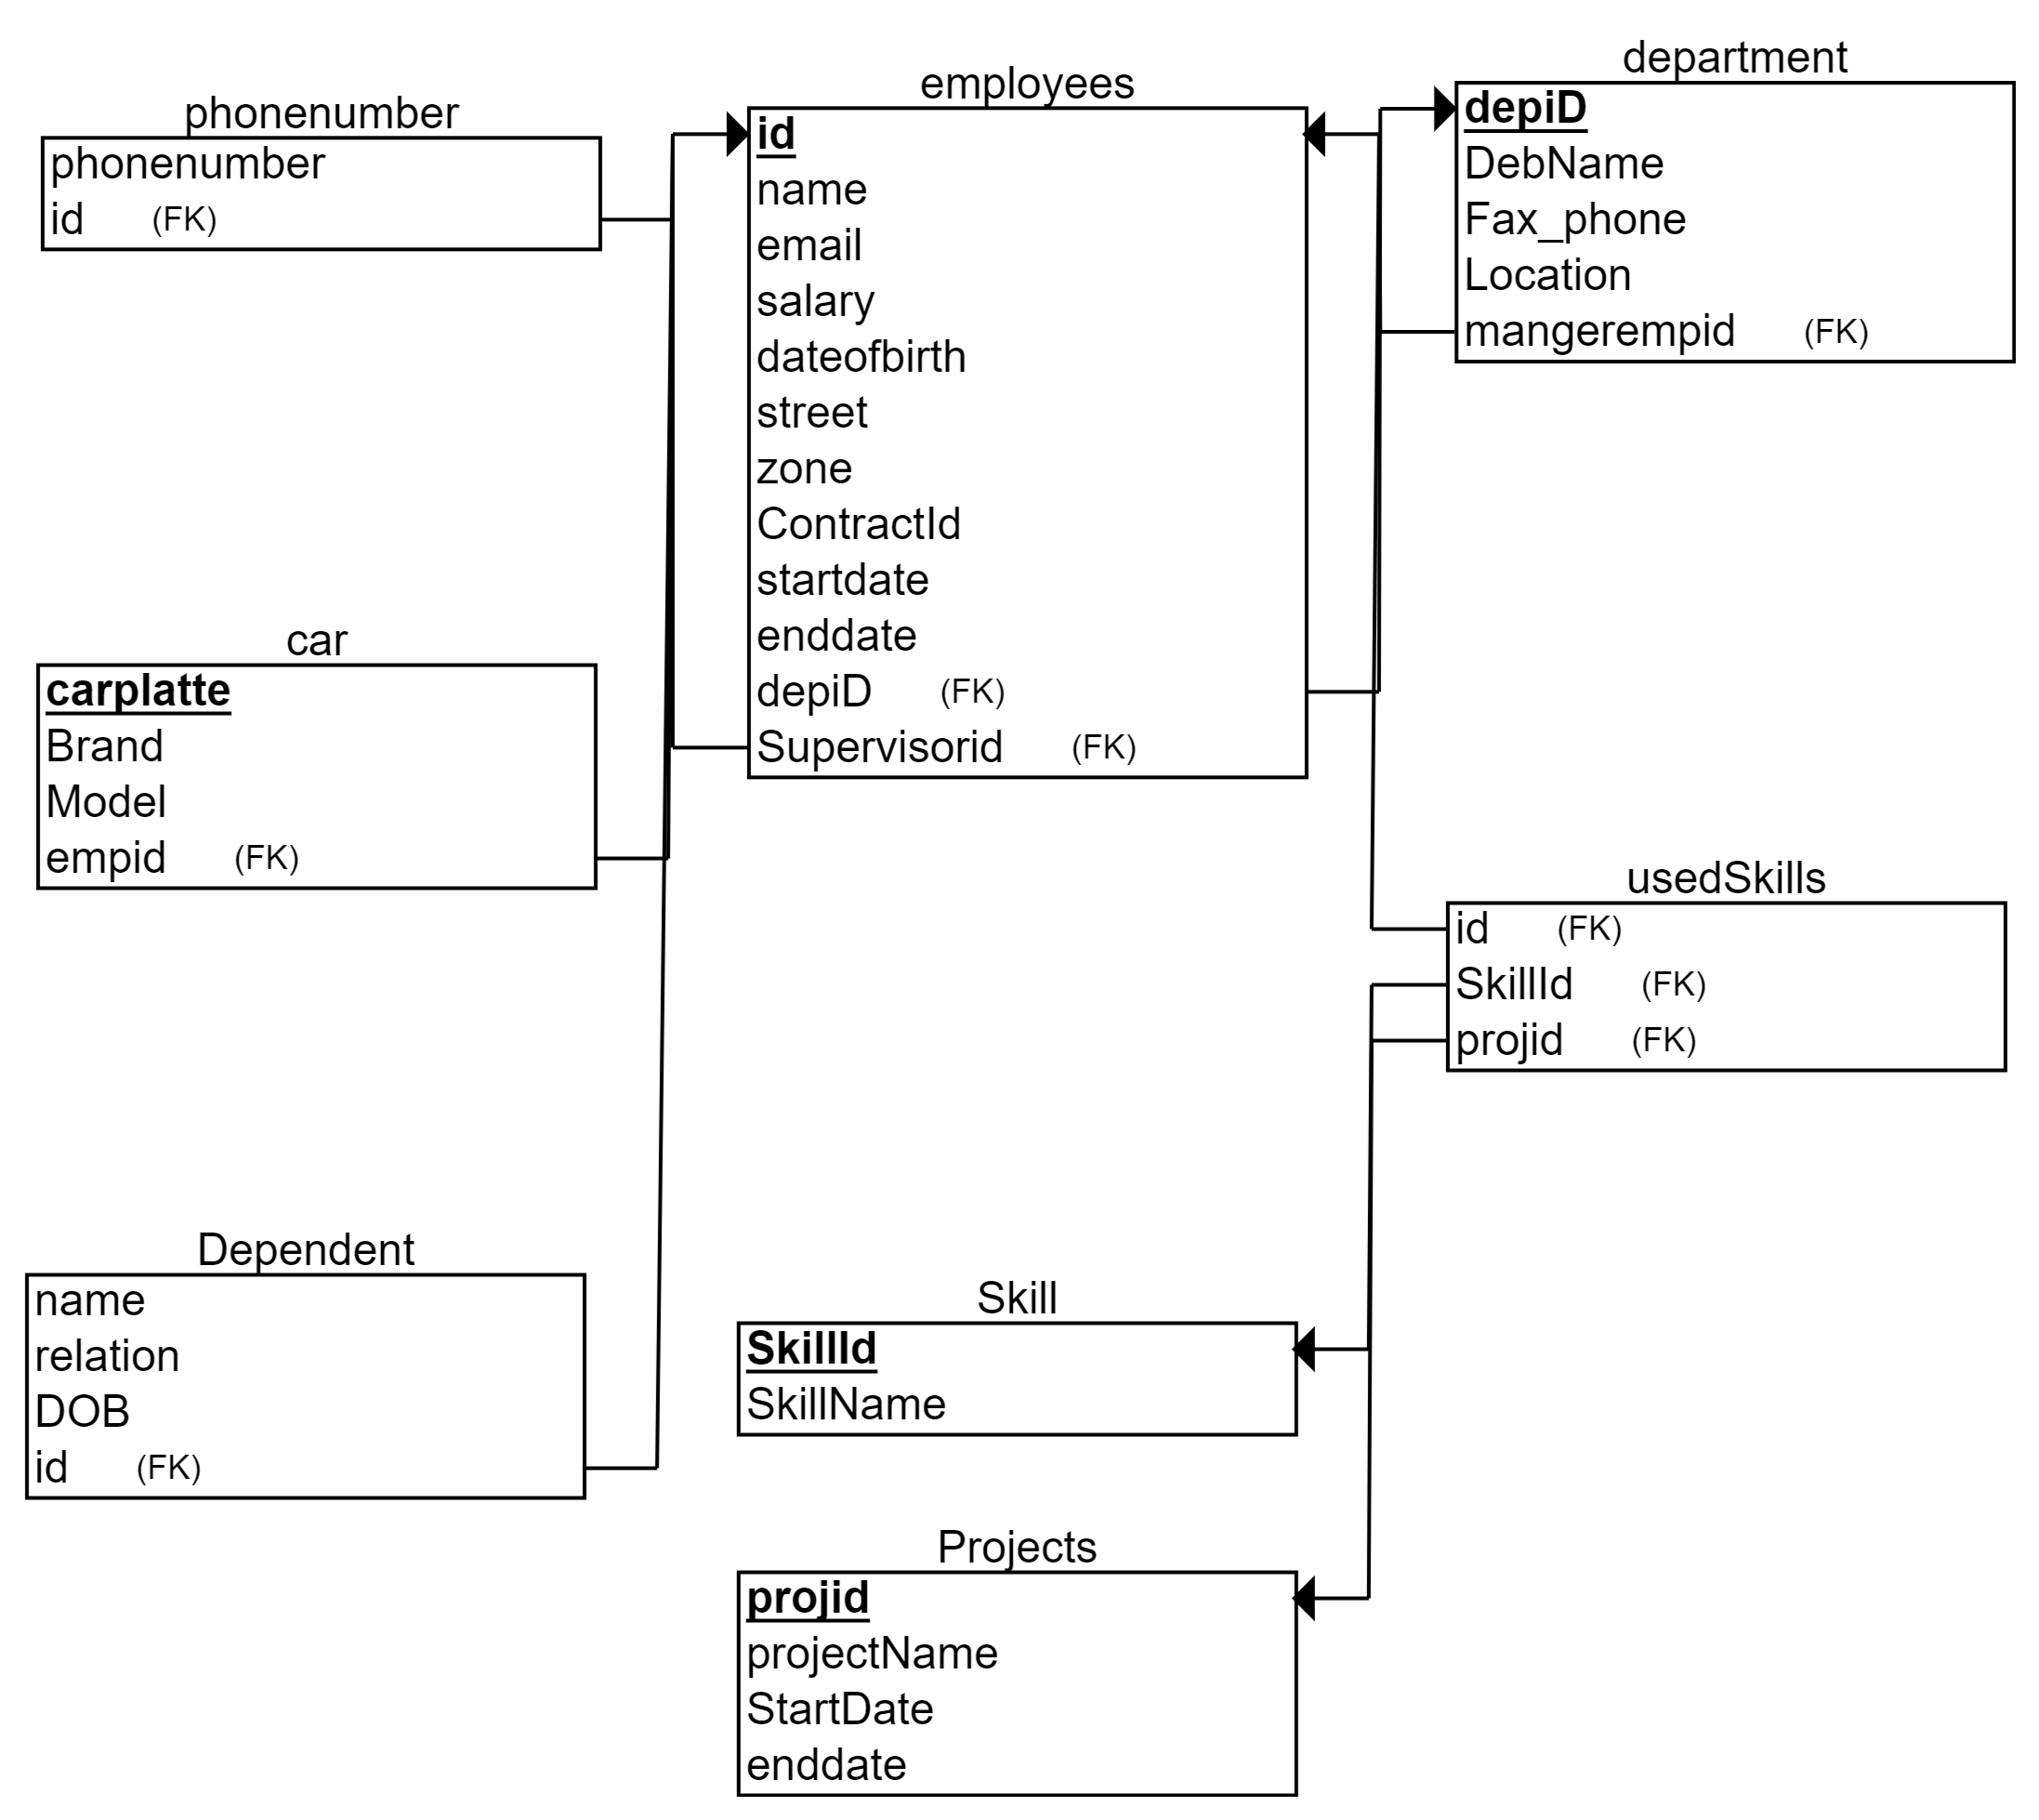 phonenumber
phonenumber
id (FK)
employees
id
name
email
salary
dateofbirth
street
zone
ContractId
startdate
enddate
depiD (FK)
Supervisorid (FK)
department
depiD
DebName
Fax_phone
Location
mangerempid (FK)
car
carplatte
Brand
Model
empid (FK)
usedSkills
id (FK)
SkillId (FK)
projid (FK)
Dependent
name
relation
DOB
id (FK)
Skill
SkillId
SkillName
Projects
projid
projectName
StartDate
enddate